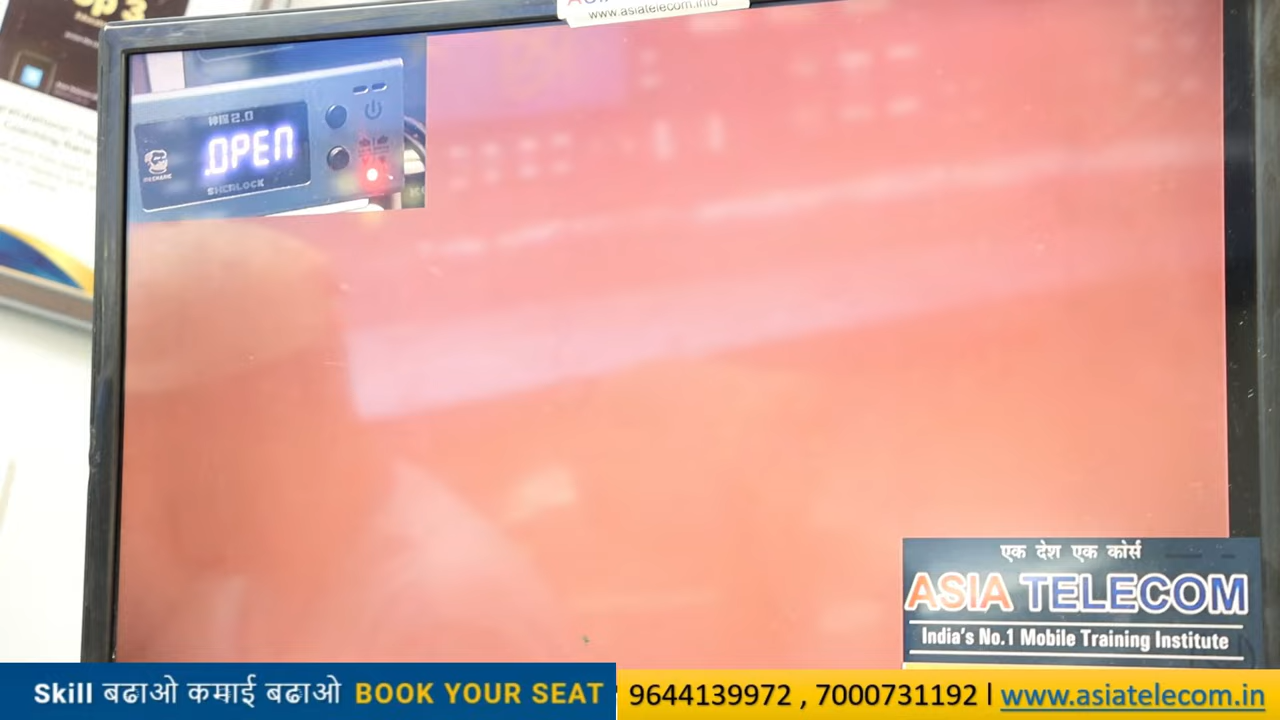 www.asiatelecom.info
OPEN
SHERLOCK
एक देश एक कोर्स
ASIA TELECOM
India's No.1 Mobile Training Institute
Skill बढाओ कमाई बढाओ BOOK YOUR SEAT
9644139972 , 7000731192 | www.asiatelecom.in